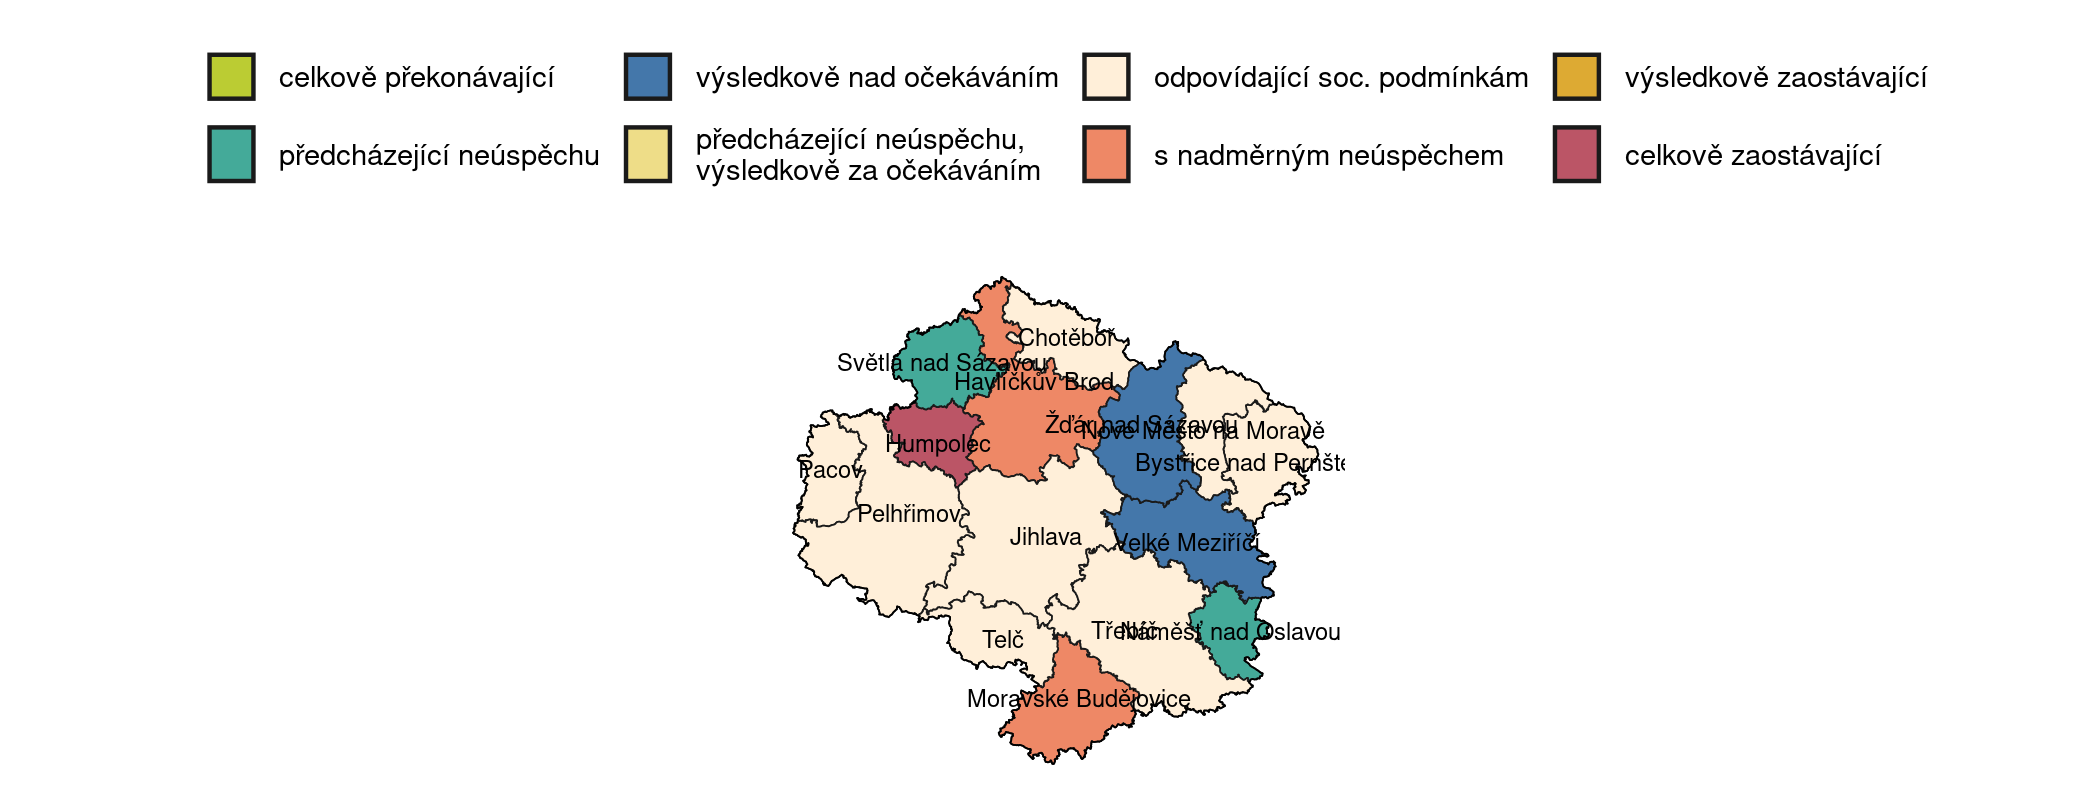 celkově překonávající
výsledkově nad očekáváním
odpovídající soc. podmínkám
výsledkově zaostávající
předcházející neúspěchu
předcházející neúspěchu,
výsledkově za očekáváním
s nadměrným neúspěchem
celkově zaostávající
Chotěboř
Světlá nad Sázavou
Havlíčkův Brod
Žďár nad Sázavou
Nové Město na Moravě
Humpolec
Bystřice nad Pernšte
Pacov
Pelhřimov
Jihlava
Velké Meziříčí
Třebíč
Náměšť nad Oslavou
Telč
Moravské Budějovice